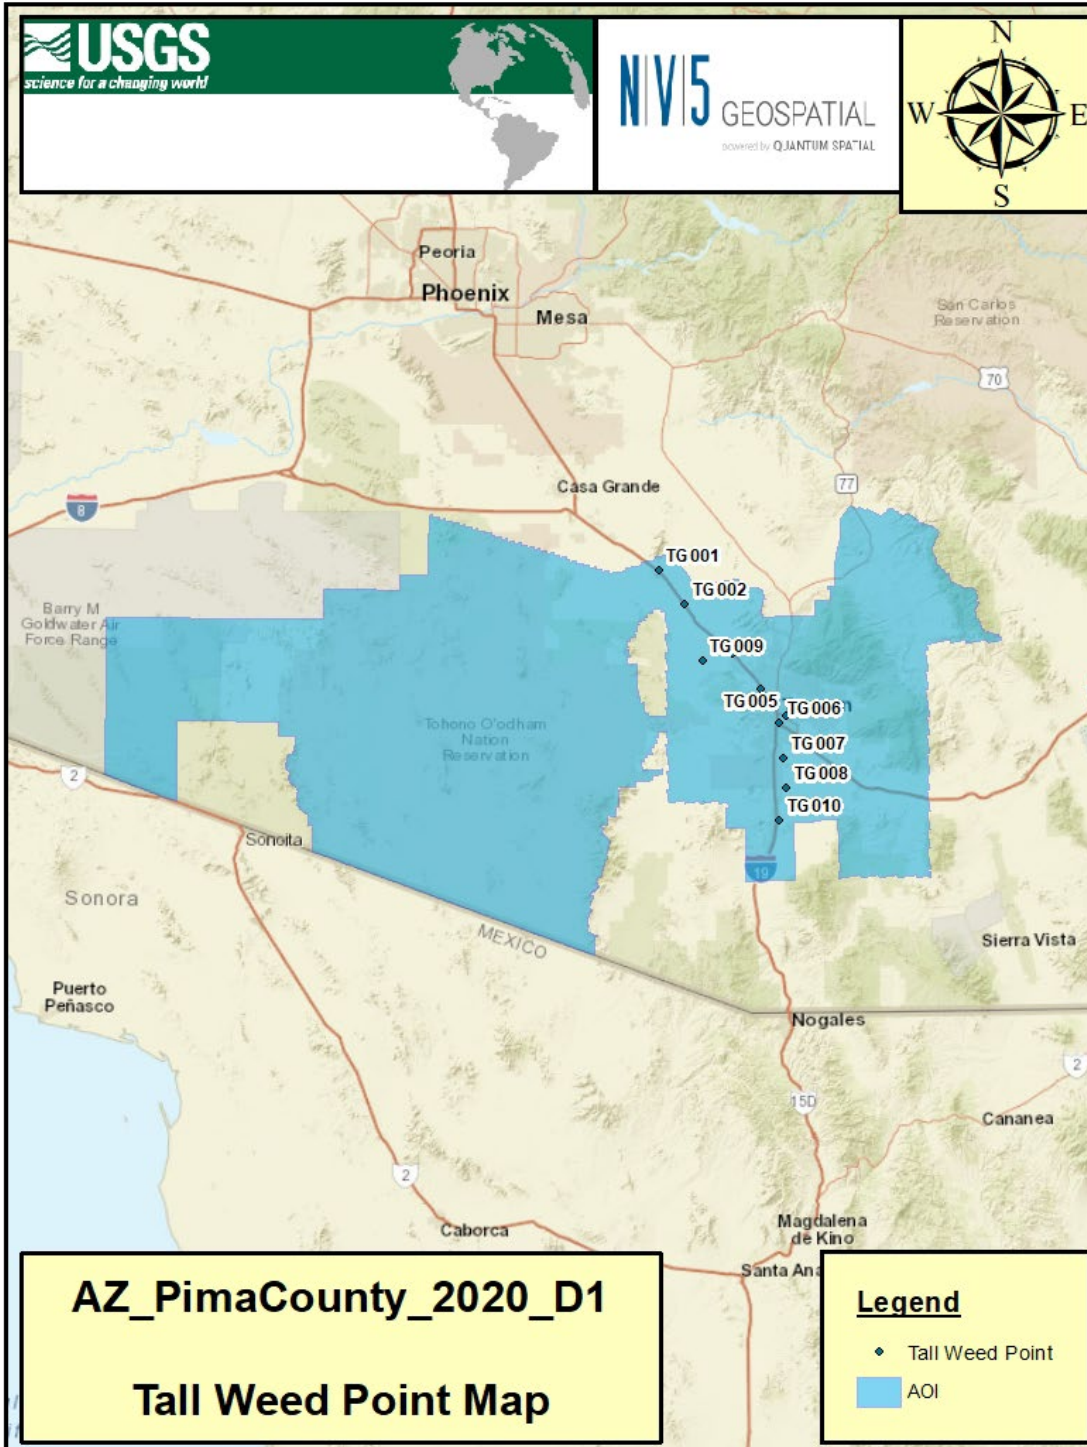 USGS
science for a changing world
N|V|5 GEOSPATIAL
powered by QUANTUM SPATIAL
N
W
E
S
Peoria
Phoenix
Mesa
San Carlos
Reservation
70
Casa Grande
77
8
TG 001
TG 002
Barry M
Goldwater Air
Force Range
TG 009
TG 005
TG 006
Tohono O'odham
Nation
Reservation
TG 007
2
TG 008
TG 010
Sonoita
19
Sonora
MEXICO
Sierra Vista
Puerto
Peñasco
Nogales
2
15D
Cananea
2
Caborca
Magdalena
de Kino
Santa Ana
AZ_PimaCounty_2020_D1
Tall Weed Point Map
Legend
Tall Weed Point
AOI